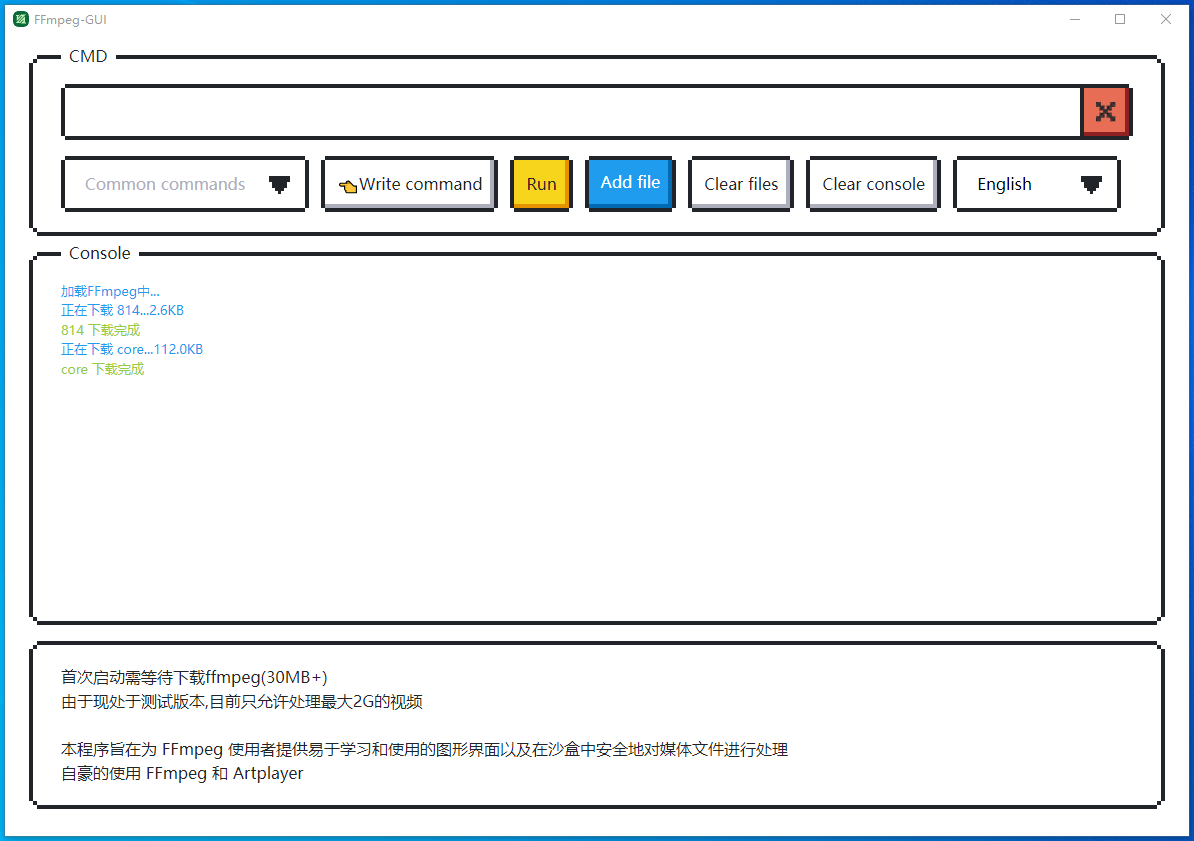 FFmpeg-GUI
CMD
Common commands
Write command
Run
Add file
Clear files
Clear console
English
Console
加载FFmpeg中...
正在下载 814...2.6KB
814 下载完成
正在下载 core...112.0KB
core 下载完成
首次启动需等待下载ffmpeg(30MB+)
由于现处于测试版本,目前只允许处理最大2G的视频
本程序旨在为 FFmpeg 使用者提供易于学习和使用的图形界面以及在沙盒中安全地对媒体文件进行处理
自豪的使用 FFmpeg 和 Artplayer